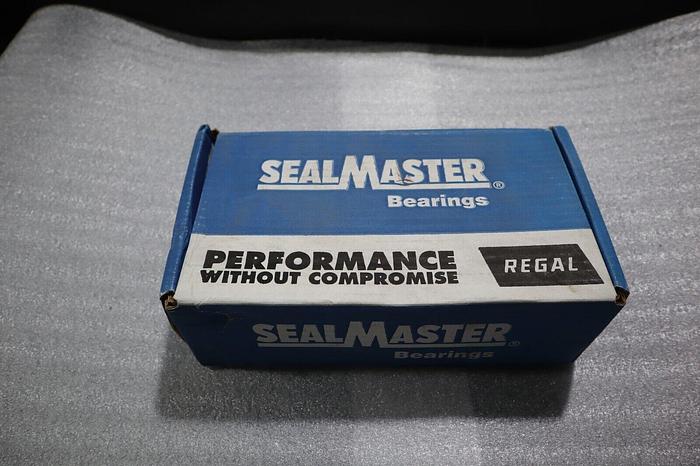 SEALMASTER®
Bearings
PERFORMANCE
WITHOUT COMPROMISE
REGAL
SEALMASTER®
Bearings